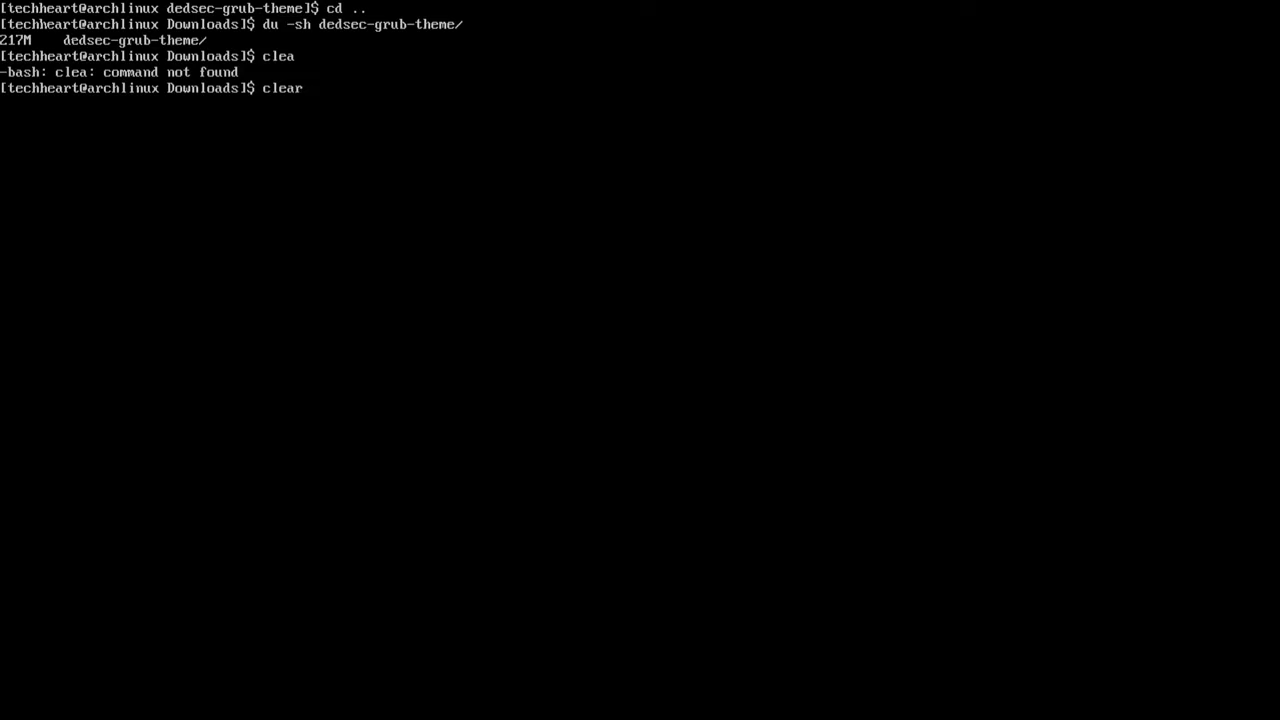 [techheart@archlinux dedsec-grub-theme]$ cd ..
[techheart@archlinux Downloads]$ du -sh dedsec-grub-theme/
217M    dedsec-grub-theme/
[techheart@archlinux Downloads]$ clea
-bash: clea: command not found
[techheart@archlinux Downloads]$ clear